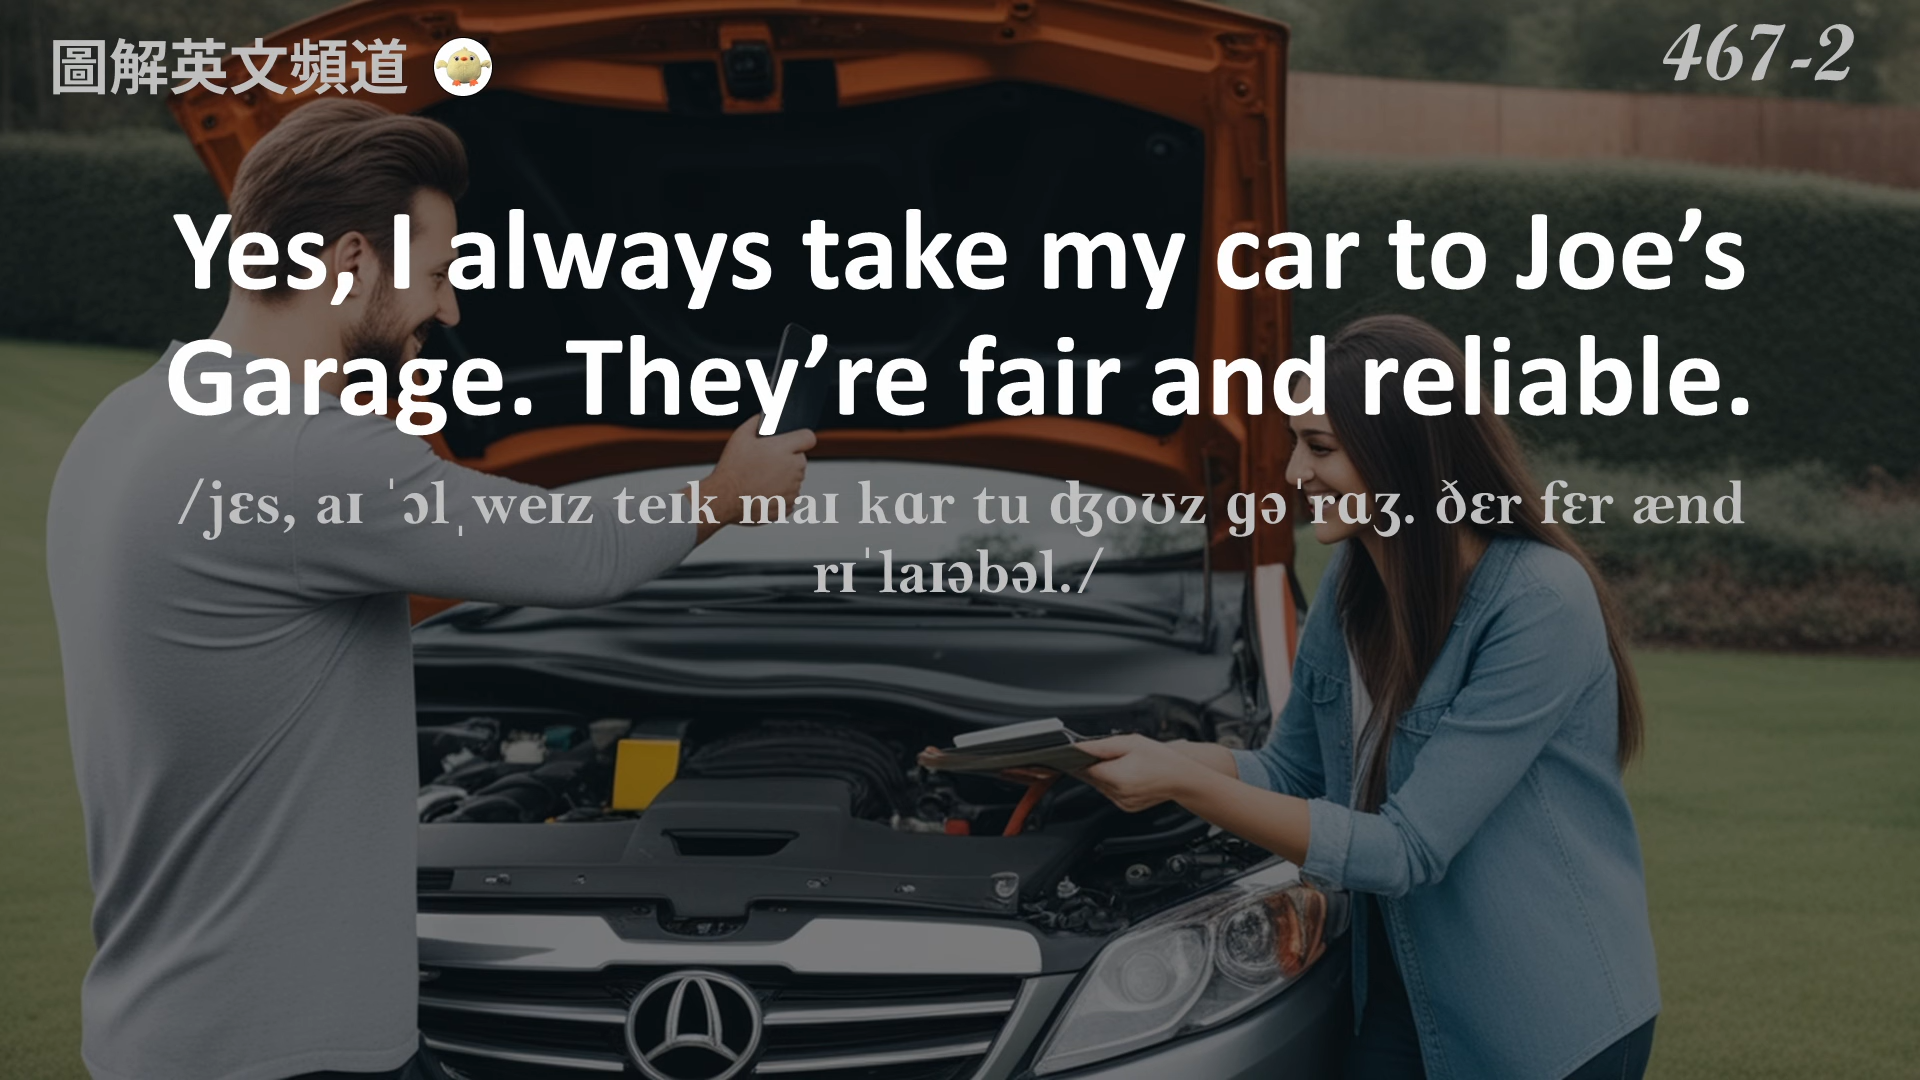 圖解英文頻道
467-2
Yes, I always take my car to Joe’s
Garage. They’re fair and reliable.
/jɛs, aɪ ˈɔlˌweɪz teɪk maɪ kɑr tu ʤoʊz ɡəˈrɑʒ. ðɛr fɛr ænd
rɪˈlaɪəbəl./